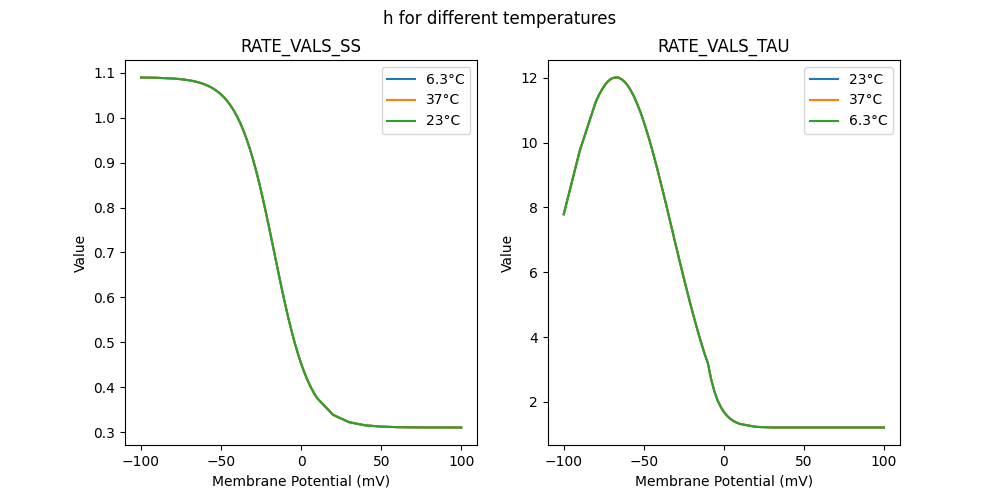 h for different temperatures
RATE_VALS_SS
1.1
1.0
0.9
0.8
0.7
0.6
0.5
0.4
0.3
Value
6.3°C
37°C
23°C
−100
−50
0
50
100
Membrane Potential (mV)
RATE_VALS_TAU
12
10
8
6
4
2
Value
23°C
37°C
6.3°C
−100
−50
0
50
100
Membrane Potential (mV)